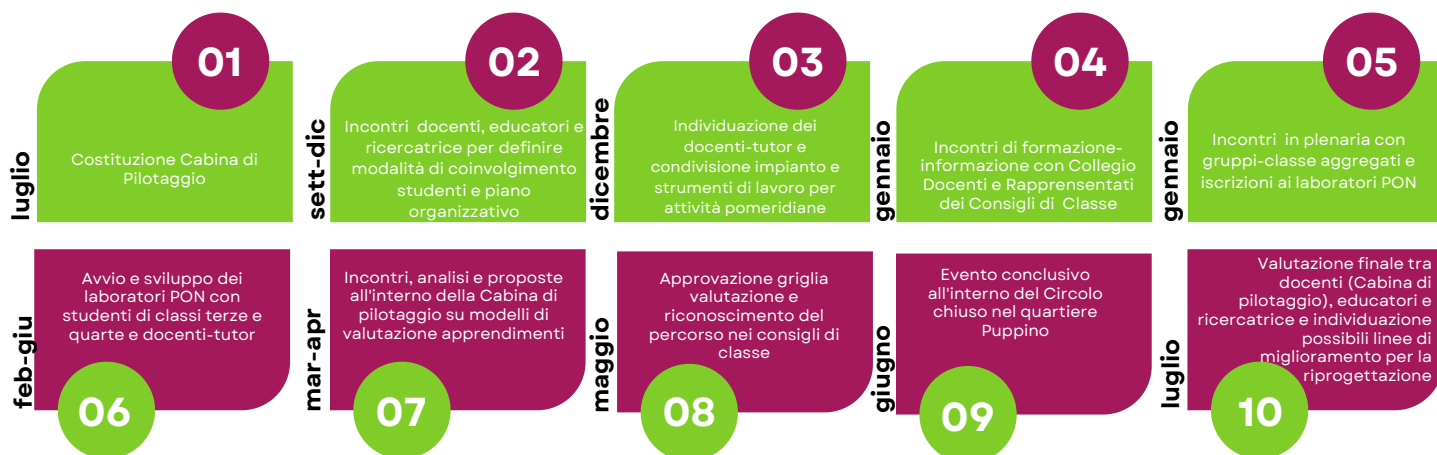 01
luglio
Costituzione Cabina di
Pilotaggio
02
sett-dic
Incontri docenti, educatori e
ricercatrice per definire
modalità di coinvolgimento
studenti e piano
organizzativo
03
dicembre
Individuazione dei
docenti-tutor e
condivisione impianto e
strumenti di lavoro per
attività pomeridiane
04
gennaio
Incontri di formazione-
informazione con Collegio
Docenti e Rapprensentati
dei Consigli di Classe
05
gennaio
Incontri in plenaria con
gruppi-classe aggregati e
iscrizioni ai laboratori PON
feb-giu
Avvio e sviluppo dei
laboratori PON con
studenti di classi terze e
quarte e docenti-tutor
06
mar-apr
Incontri, analisi e proposte
all'interno della Cabina di
pilotaggio su modelli di
valutazione apprendimenti
07
maggio
Approvazione griglia
valutazione e
riconoscimento del
percorso nei consigli di
classe
08
giugno
Evento conclusivo
all'interno del Circolo
chiuso nel quartiere
Puppino
09
luglio
Valutazione finale tra
docenti (Cabina di
pilotaggio), educatori e
ricercatrice e individuazione
possibili linee di
miglioramento per la
riprogettazione
10